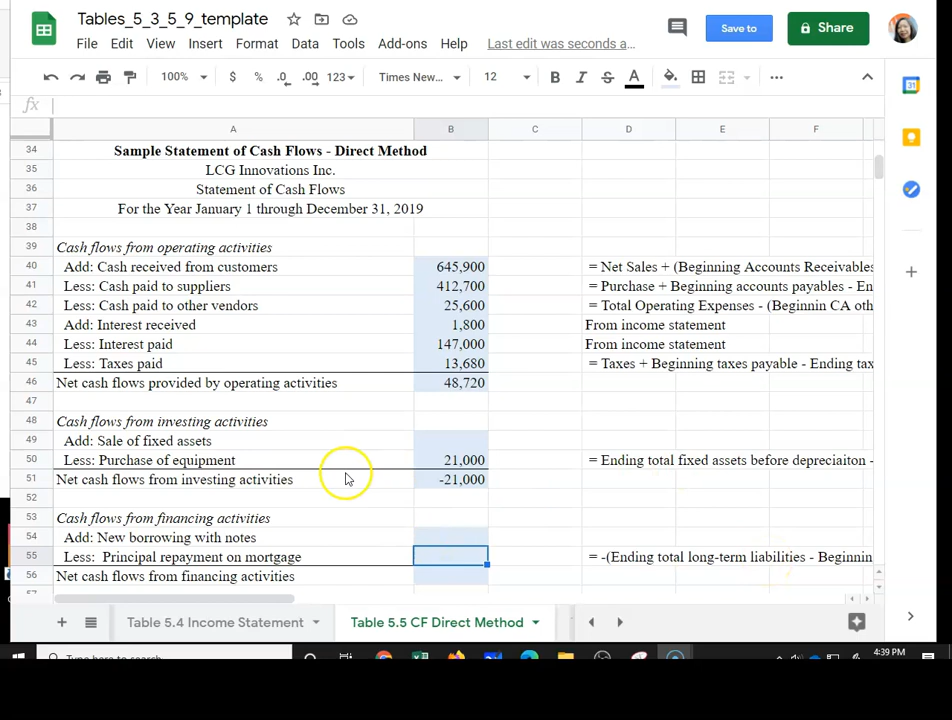 Tables_5_3_5_9_template
File Edit View Insert Format Data Tools Add-ons Help Last edit was seconds a...
Save to
Share
100% $ % .0 .00 123 Times New... 12 B I S A
fx
A B C D E F
34 Sample Statement of Cash Flows - Direct Method
35 LCG Innovations Inc.
36 Statement of Cash Flows
37 For the Year January 1 through December 31, 2019
38
39 Cash flows from operating activities
40 Add: Cash received from customers 645,900 = Net Sales + (Beginning Accounts Receivables
41 Less: Cash paid to suppliers 412,700 = Purchase + Beginning accounts payables - En
42 Less: Cash paid to other vendors 25,600 = Total Operating Expenses - (Beginnin CA oth
43 Add: Interest received 1,800 From income statement
44 Less: Interest paid 147,000 From income statement
45 Less: Taxes paid 13,680 = Taxes + Beginning taxes payable - Ending tax
46 Net cash flows provided by operating activities 48,720
47
48 Cash flows from investing activities
49 Add: Sale of fixed assets
50 Less: Purchase of equipment 21,000 = Ending total fixed assets before depreciaiton -
51 Net cash flows from investing activities -21,000
52
53 Cash flows from financing activities
54 Add: New borrowing with notes
55 Less: Principal repayment on mortgage = -(Ending total long-term liabilities - Beginnin
56 Net cash flows from financing activities
Table 5.4 Income Statement Table 5.5 CF Direct Method
Type here to search
4:39 PM